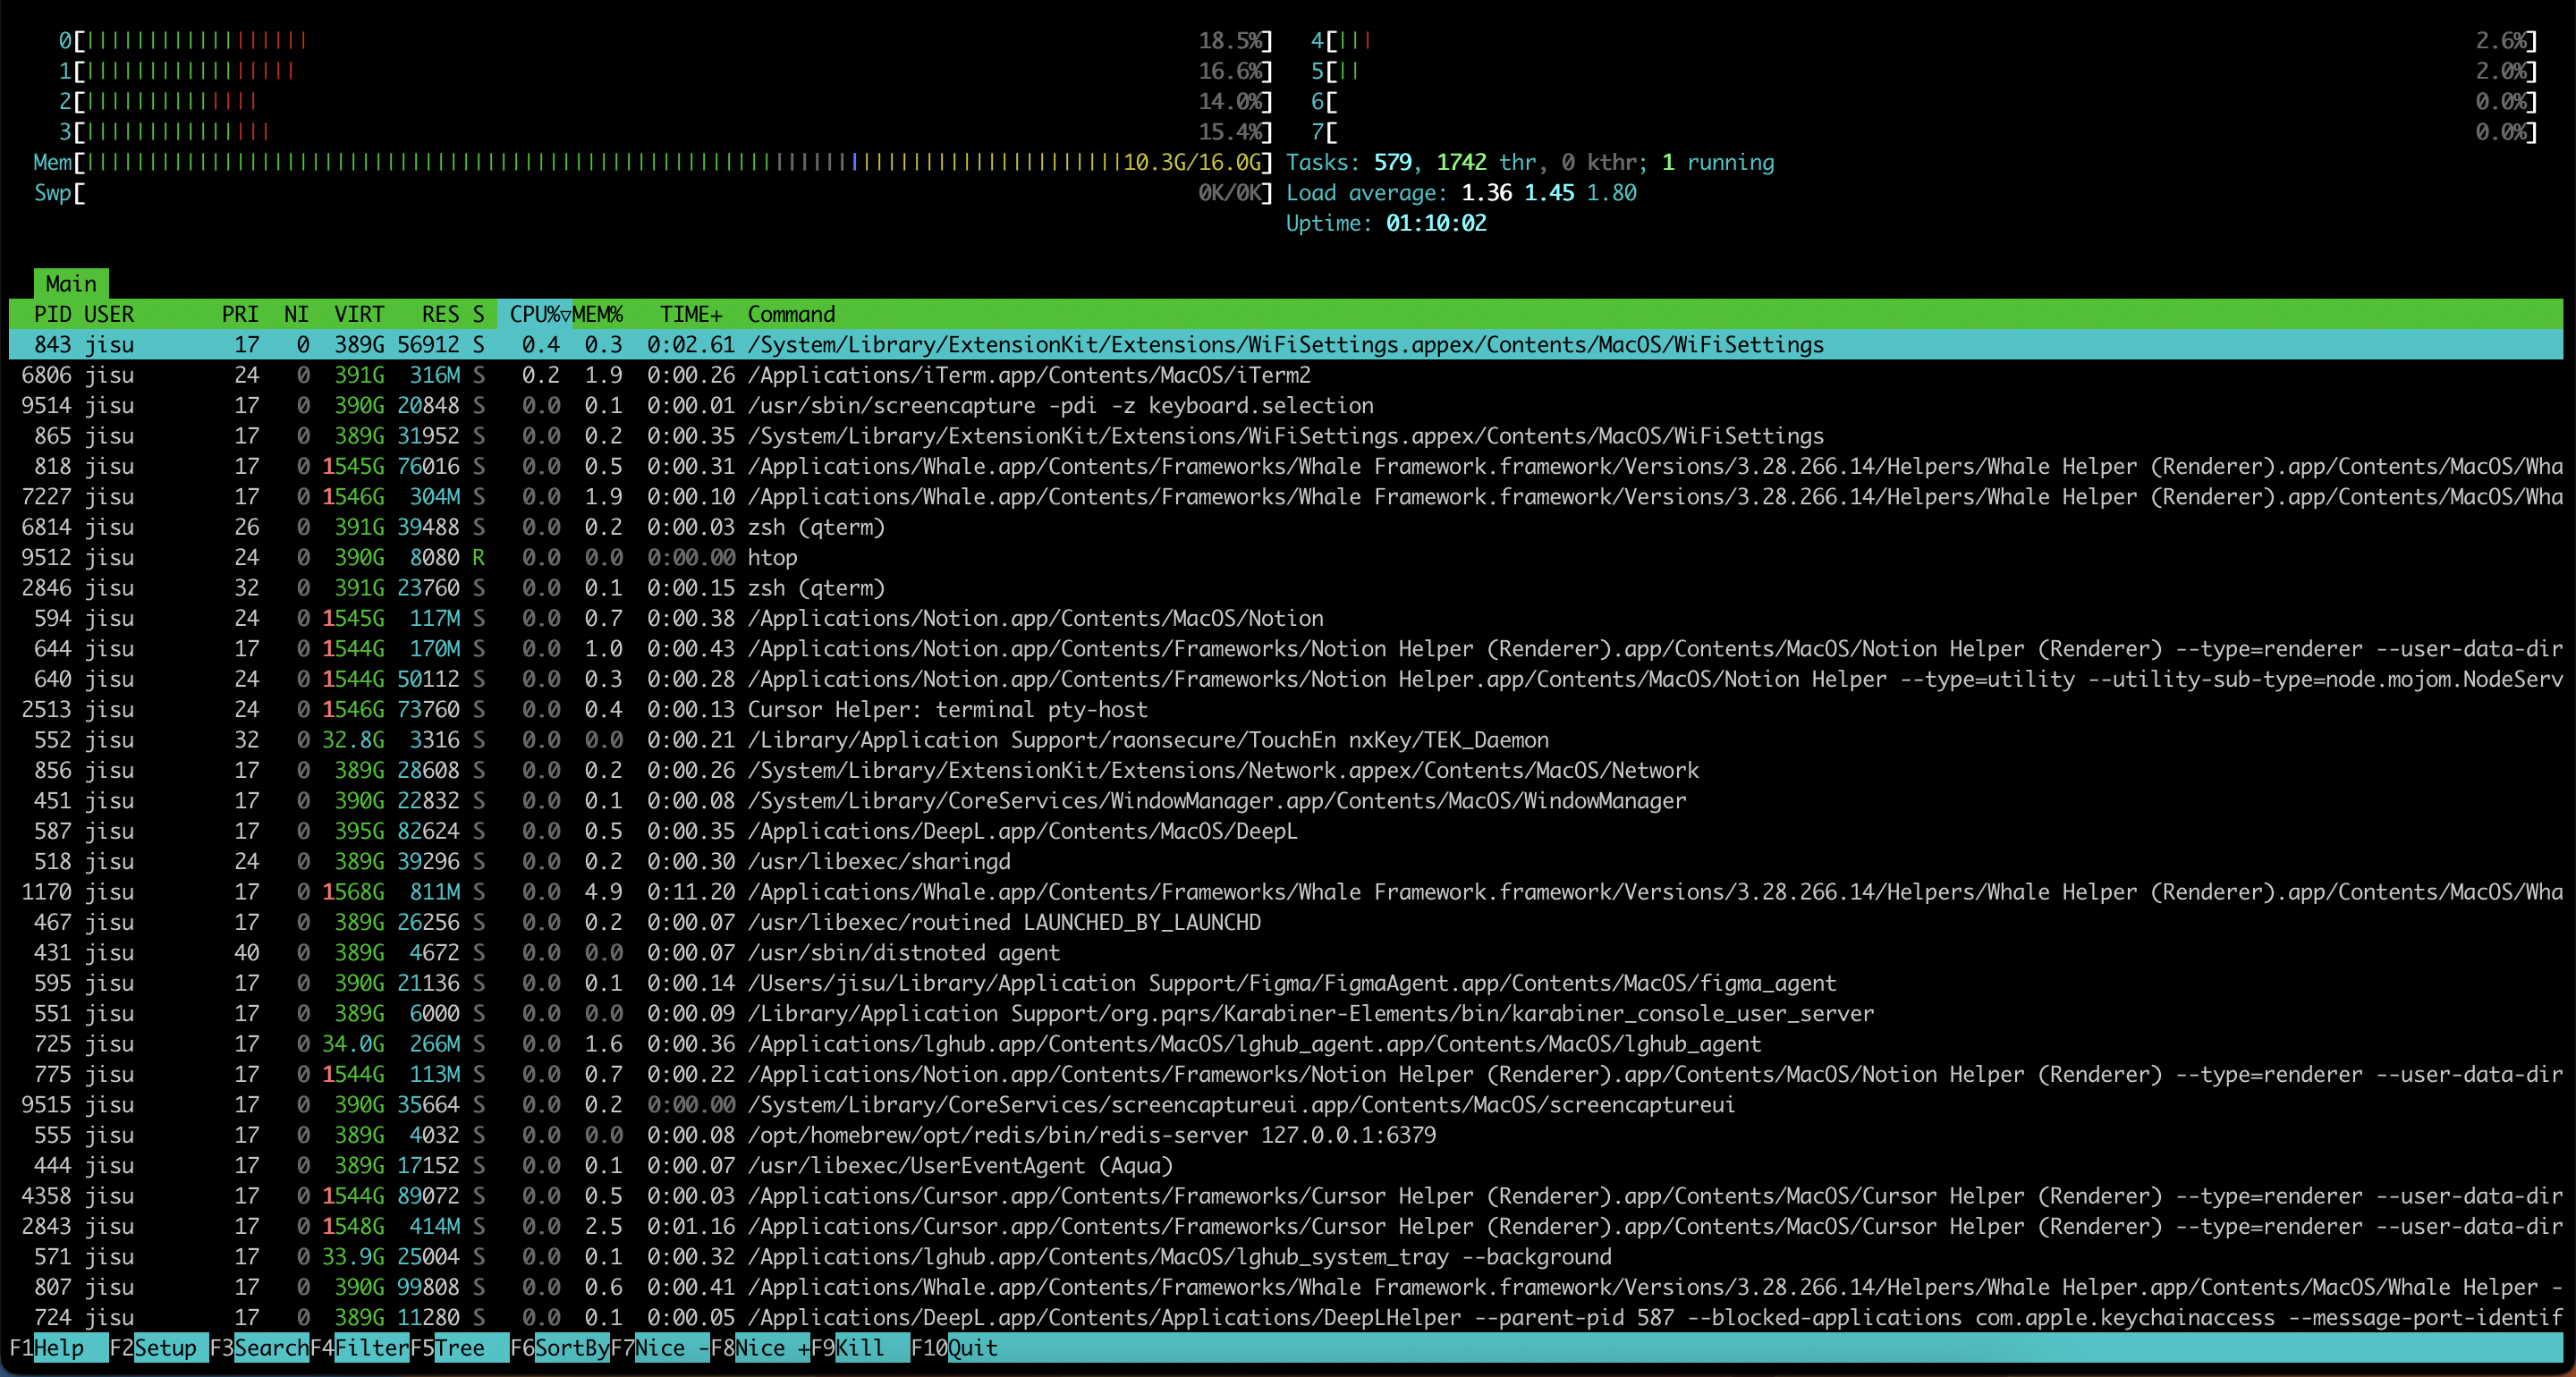 0[||||||||||||||||||18.5%] 4[|||2.6%]
1[|||||||||||||||||16.6%] 5[||2.0%]
2[||||||||||||||14.0%] 6[0.0%]
3[|||||||||||||||15.4%] 7[0.0%]
Mem[||||||||||||||||||||||||||||||||||||||||||||||||||||||||||||||||||||||||||||||||||||10.3G/16.0G] Tasks: 579, 1742 thr, 0 kthr; 1 running
Swp[0K/0K] Load average: 1.36 1.45 1.80
Uptime: 01:10:02
Main
PID USER PRI NI VIRT RES S CPU%▽MEM% TIME+ Command
843 jisu 17 0 389G 56912 S 0.4 0.3 0:02.61 /System/Library/ExtensionKit/Extensions/WiFiSettings.appex/Contents/MacOS/WiFiSettings
6806 jisu 24 0 391G 316M S 0.2 1.9 0:00.26 /Applications/iTerm.app/Contents/MacOS/iTerm2
9514 jisu 17 0 390G 20848 S 0.0 0.1 0:00.01 /usr/sbin/screencapture -pdi -z keyboard.selection
865 jisu 17 0 389G 31952 S 0.0 0.2 0:00.35 /System/Library/ExtensionKit/Extensions/WiFiSettings.appex/Contents/MacOS/WiFiSettings
818 jisu 17 0 1545G 76016 S 0.0 0.5 0:00.31 /Applications/Whale.app/Contents/Frameworks/Whale Framework.framework/Versions/3.28.266.14/Helpers/Whale Helper (Renderer).app/Contents/MacOS/Wha
7227 jisu 17 0 1546G 304M S 0.0 1.9 0:00.10 /Applications/Whale.app/Contents/Frameworks/Whale Framework.framework/Versions/3.28.266.14/Helpers/Whale Helper (Renderer).app/Contents/MacOS/Wha
6814 jisu 26 0 391G 39488 S 0.0 0.2 0:00.03 zsh (qterm)
9512 jisu 24 0 390G 8080 R 0.0 0.0 0:00.00 htop
2846 jisu 32 0 391G 23760 S 0.0 0.1 0:00.15 zsh (qterm)
594 jisu 24 0 1545G 117M S 0.0 0.7 0:00.38 /Applications/Notion.app/Contents/MacOS/Notion
644 jisu 17 0 1544G 170M S 0.0 1.0 0:00.43 /Applications/Notion.app/Contents/Frameworks/Notion Helper (Renderer).app/Contents/MacOS/Notion Helper (Renderer) --type=renderer --user-data-dir
640 jisu 24 0 1544G 50112 S 0.0 0.3 0:00.28 /Applications/Notion.app/Contents/Frameworks/Notion Helper.app/Contents/MacOS/Notion Helper --type=utility --utility-sub-type=node.mojom.NodeServ
2513 jisu 24 0 1546G 73760 S 0.0 0.4 0:00.13 Cursor Helper: terminal pty-host
552 jisu 32 0 32.8G 3316 S 0.0 0.0 0:00.21 /Library/Application Support/raonsecure/TouchEn nxKey/TEK_Daemon
856 jisu 17 0 389G 28608 S 0.0 0.2 0:00.26 /System/Library/ExtensionKit/Extensions/Network.appex/Contents/MacOS/Network
451 jisu 17 0 390G 22832 S 0.0 0.1 0:00.08 /System/Library/CoreServices/WindowManager.app/Contents/MacOS/WindowManager
587 jisu 17 0 395G 82624 S 0.0 0.5 0:00.35 /Applications/DeepL.app/Contents/MacOS/DeepL
518 jisu 24 0 389G 39296 S 0.0 0.2 0:00.30 /usr/libexec/sharingd
1170 jisu 17 0 1568G 811M S 0.0 4.9 0:11.20 /Applications/Whale.app/Contents/Frameworks/Whale Framework.framework/Versions/3.28.266.14/Helpers/Whale Helper (Renderer).app/Contents/MacOS/Wha
467 jisu 17 0 389G 26256 S 0.0 0.2 0:00.07 /usr/libexec/routined LAUNCHED_BY_LAUNCHD
431 jisu 40 0 389G 4672 S 0.0 0.0 0:00.07 /usr/sbin/distnoted agent
595 jisu 17 0 390G 21136 S 0.0 0.1 0:00.14 /Users/jisu/Library/Application Support/Figma/FigmaAgent.app/Contents/MacOS/figma_agent
551 jisu 17 0 389G 6000 S 0.0 0.0 0:00.09 /Library/Application Support/org.pqrs/Karabiner-Elements/bin/karabiner_console_user_server
725 jisu 17 0 34.0G 266M S 0.0 1.6 0:00.36 /Applications/lghub.app/Contents/MacOS/lghub_agent.app/Contents/MacOS/lghub_agent
775 jisu 17 0 1544G 113M S 0.0 0.7 0:00.22 /Applications/Notion.app/Contents/Frameworks/Notion Helper (Renderer).app/Contents/MacOS/Notion Helper (Renderer) --type=renderer --user-data-dir
9515 jisu 17 0 390G 35664 S 0.0 0.2 0:00.00 /System/Library/CoreServices/screencaptureui.app/Contents/MacOS/screencaptureui
555 jisu 17 0 389G 4032 S 0.0 0.0 0:00.08 /opt/homebrew/opt/redis/bin/redis-server 127.0.0.1:6379
444 jisu 17 0 389G 17152 S 0.0 0.1 0:00.07 /usr/libexec/UserEventAgent (Aqua)
4358 jisu 17 0 1544G 89072 S 0.0 0.5 0:00.03 /Applications/Cursor.app/Contents/Frameworks/Cursor Helper (Renderer).app/Contents/MacOS/Cursor Helper (Renderer) --type=renderer --user-data-dir
2843 jisu 17 0 1548G 414M S 0.0 2.5 0:01.16 /Applications/Cursor.app/Contents/Frameworks/Cursor Helper (Renderer).app/Contents/MacOS/Cursor Helper (Renderer) --type=renderer --user-data-dir
571 jisu 17 0 33.9G 25004 S 0.0 0.1 0:00.32 /Applications/lghub.app/Contents/MacOS/lghub_system_tray --background
807 jisu 17 0 390G 99808 S 0.0 0.6 0:00.41 /Applications/Whale.app/Contents/Frameworks/Whale Framework.framework/Versions/3.28.266.14/Helpers/Whale Helper.app/Contents/MacOS/Whale Helper -
724 jisu 17 0 389G 11280 S 0.0 0.1 0:00.05 /Applications/DeepL.app/Contents/Applications/DeepLHelper --parent-pid 587 --blocked-applications com.apple.keychainaccess --message-port-identif
F1Help F2Setup F3SearchF4FilterF5Tree F6SortByF7Nice -F8Nice +F9Kill F10Quit